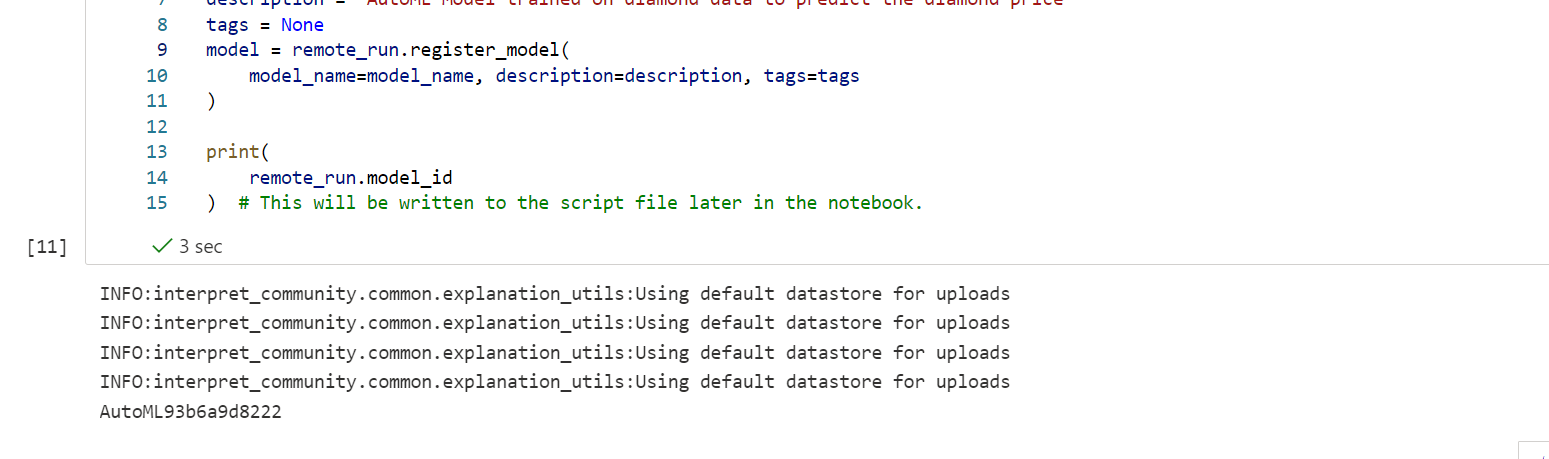 7 description = "AutoML Model trained on diamond data to predict the diamond price"
8 tags = None
9 model = remote_run.register_model(
10 model_name=model_name, description=description, tags=tags
11 )
12
13 print(
14 remote_run.model_id
15 ) # This will be written to the script file later in the notebook.
[11] 3 sec
INFO:interpret_community.common.explanation_utils:Using default datastore for uploads
INFO:interpret_community.common.explanation_utils:Using default datastore for uploads
INFO:interpret_community.common.explanation_utils:Using default datastore for uploads
INFO:interpret_community.common.explanation_utils:Using default datastore for uploads
AutoML93b6a9d8222